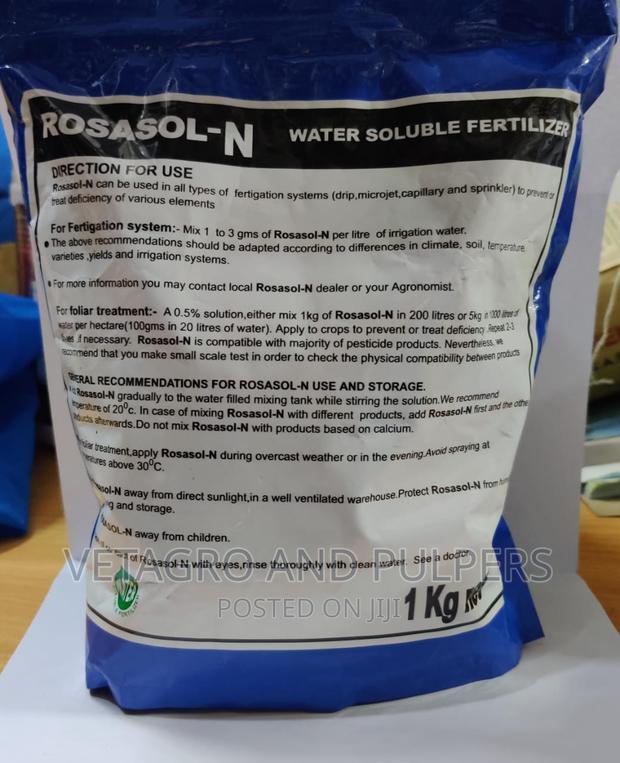 ROSASOL-N WATER SOLUBLE FERTILIZER
DIRECTION FOR USE
Rosasol-N can be used in all types of fertigation systems (drip,microjet,capillary and sprinkler) to prevent or
treat deficiency of various elements
For Fertigation system:- Mix 1 to 3 gms of Rosasol-N per litre of irrigation water.
• The above recommendations should be adapted according to differences in climate, soil, temperature,
varieties ,yields and irrigation systems.
• For more information you may contact local Rosasol-N dealer or your Agronomist.
For foliar treatment:- A 0.5% solution,either mix 1kg of Rosasol-N in 200 litres or 5kg in 1000 litres of
water per hectare(100gms in 20 litres of water). Apply to crops to prevent or treat deficiency .Repeat 2-3
.if necessary. Rosasol-N is compatible with majority of pesticide products. Nevertheless, we
recommend that you make small scale test in order to check the physical compatibility between products
RECOMMENDATIONS FOR ROSASOL-N USE AND STORAGE.
Rosasol-N gradually to the water filled mixing tank while stirring the solution.We recommend
of 20°c. In case of mixing Rosasol-N with different products, add Rosasol-N first and the othe
afterwards.Do not mix Rosasol-N with products based on calcium.
treatment,apply Rosasol-N during overcast weather or in the evening.Avoid spraying at
above 30°C.
away from direct sunlight,in a well ventilated warehouse.Protect Rosasol-N from
and storage.
away from children.
of Rosasol-N with eyes,rinse thoroughly with clean water. See a doctor.
VEJAGRO AND PULPERS
POSTED ON JIJI
1 Kg Net